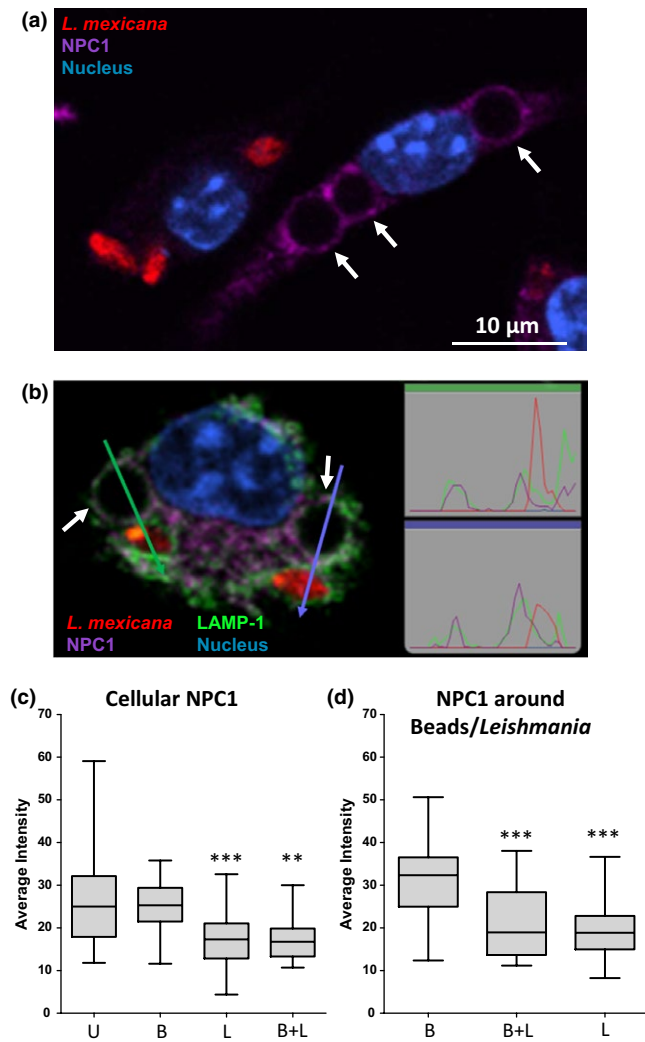 (a)
L. mexicana
NPC1
Nucleus
10 µm
(b)
L. mexicana LAMP-1
NPC1 Nucleus
(c) Cellular NPC1
Average Intensity
70
60
50
40
30
20
10
0
*** **
U B L B+L
(d) NPC1 around
Beads/Leishmania
Average Intensity
70
60
50
40
30
20
10
0
*** ***
B B+L L